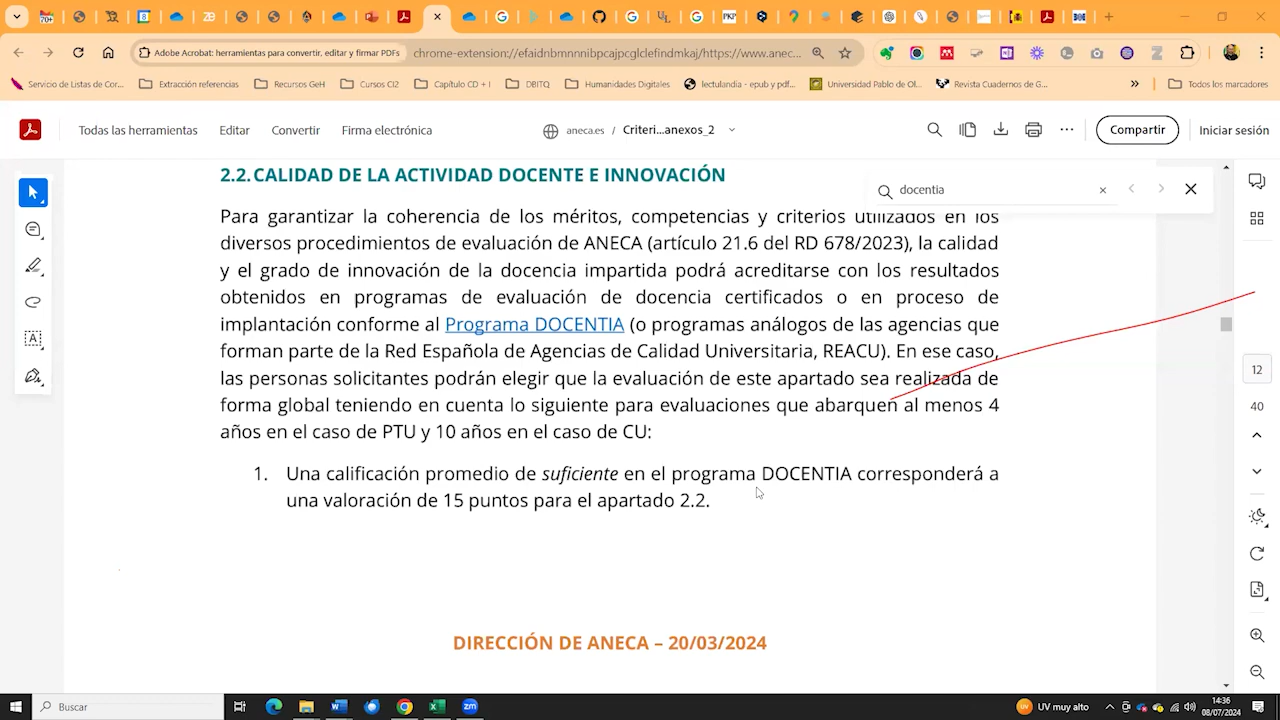 Adobe Acrobat: herramientas para convertir, editar y firmar PDFs
chrome-extension://efaidnbmnnnibpcajpcglclefindmkaj/https://www.anec...
Servicio de Listas de Cor...
Extracción referencias
Recursos GeH
Cursos CI2
Capítulo CD + I
DBITQ
Humanidades Digitales
lectulandia - epub y pdf...
Universidad Pablo de Ol...
Revista Cuadernos de G...
»
Todos los marcadores
Todas las herramientas
Editar
Convertir
Firma electrónica
aneca.es / Criteri...anexos_2
Compartir
Iniciar sesión
docentia
2.2. CALIDAD DE LA ACTIVIDAD DOCENTE E INNOVACIÓN
Para garantizar la coherencia de los méritos, competencias y criterios utilizados en los
diversos procedimientos de evaluación de ANECA (artículo 21.6 del RD 678/2023), la calidad
y el grado de innovación de la docencia impartida podrá acreditarse con los resultados
obtenidos en programas de evaluación de docencia certificados o en proceso de
implantación conforme al Programa DOCENTIA (o programas análogos de las agencias que
forman parte de la Red Española de Agencias de Calidad Universitaria, REACU). En ese caso,
las personas solicitantes podrán elegir que la evaluación de este apartado sea realizada de
forma global teniendo en cuenta lo siguiente para evaluaciones que abarquen al menos 4
años en el caso de PTU y 10 años en el caso de CU:
1. Una calificación promedio de suficiente en el programa DOCENTIA corresponderá a
una valoración de 15 puntos para el apartado 2.2.
DIRECCIÓN DE ANECA – 20/03/2024
12
40
Buscar
UV muy alto
14:36
08/07/2024